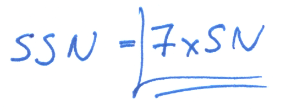 SSN = 7xSN